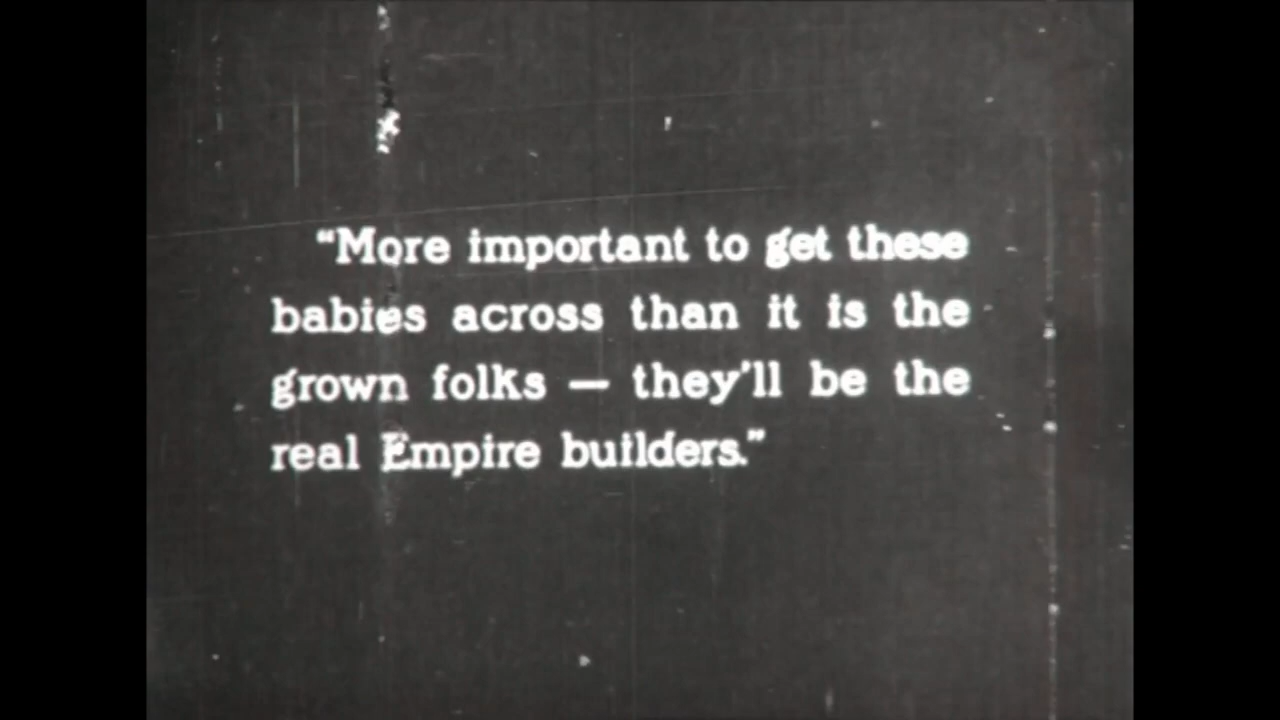 “More important to get these
babies across than it is the
grown folks — they’ll be the
real Empire builders.”